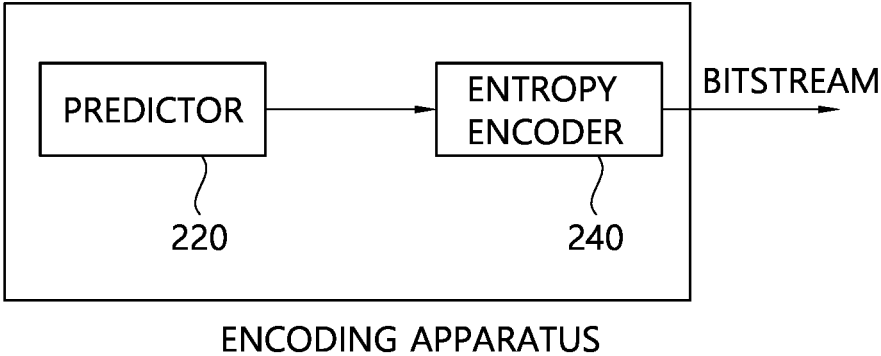 PREDICTOR
ENTROPY
ENCODER
BITSTREAM
220
240
ENCODING APPARATUS